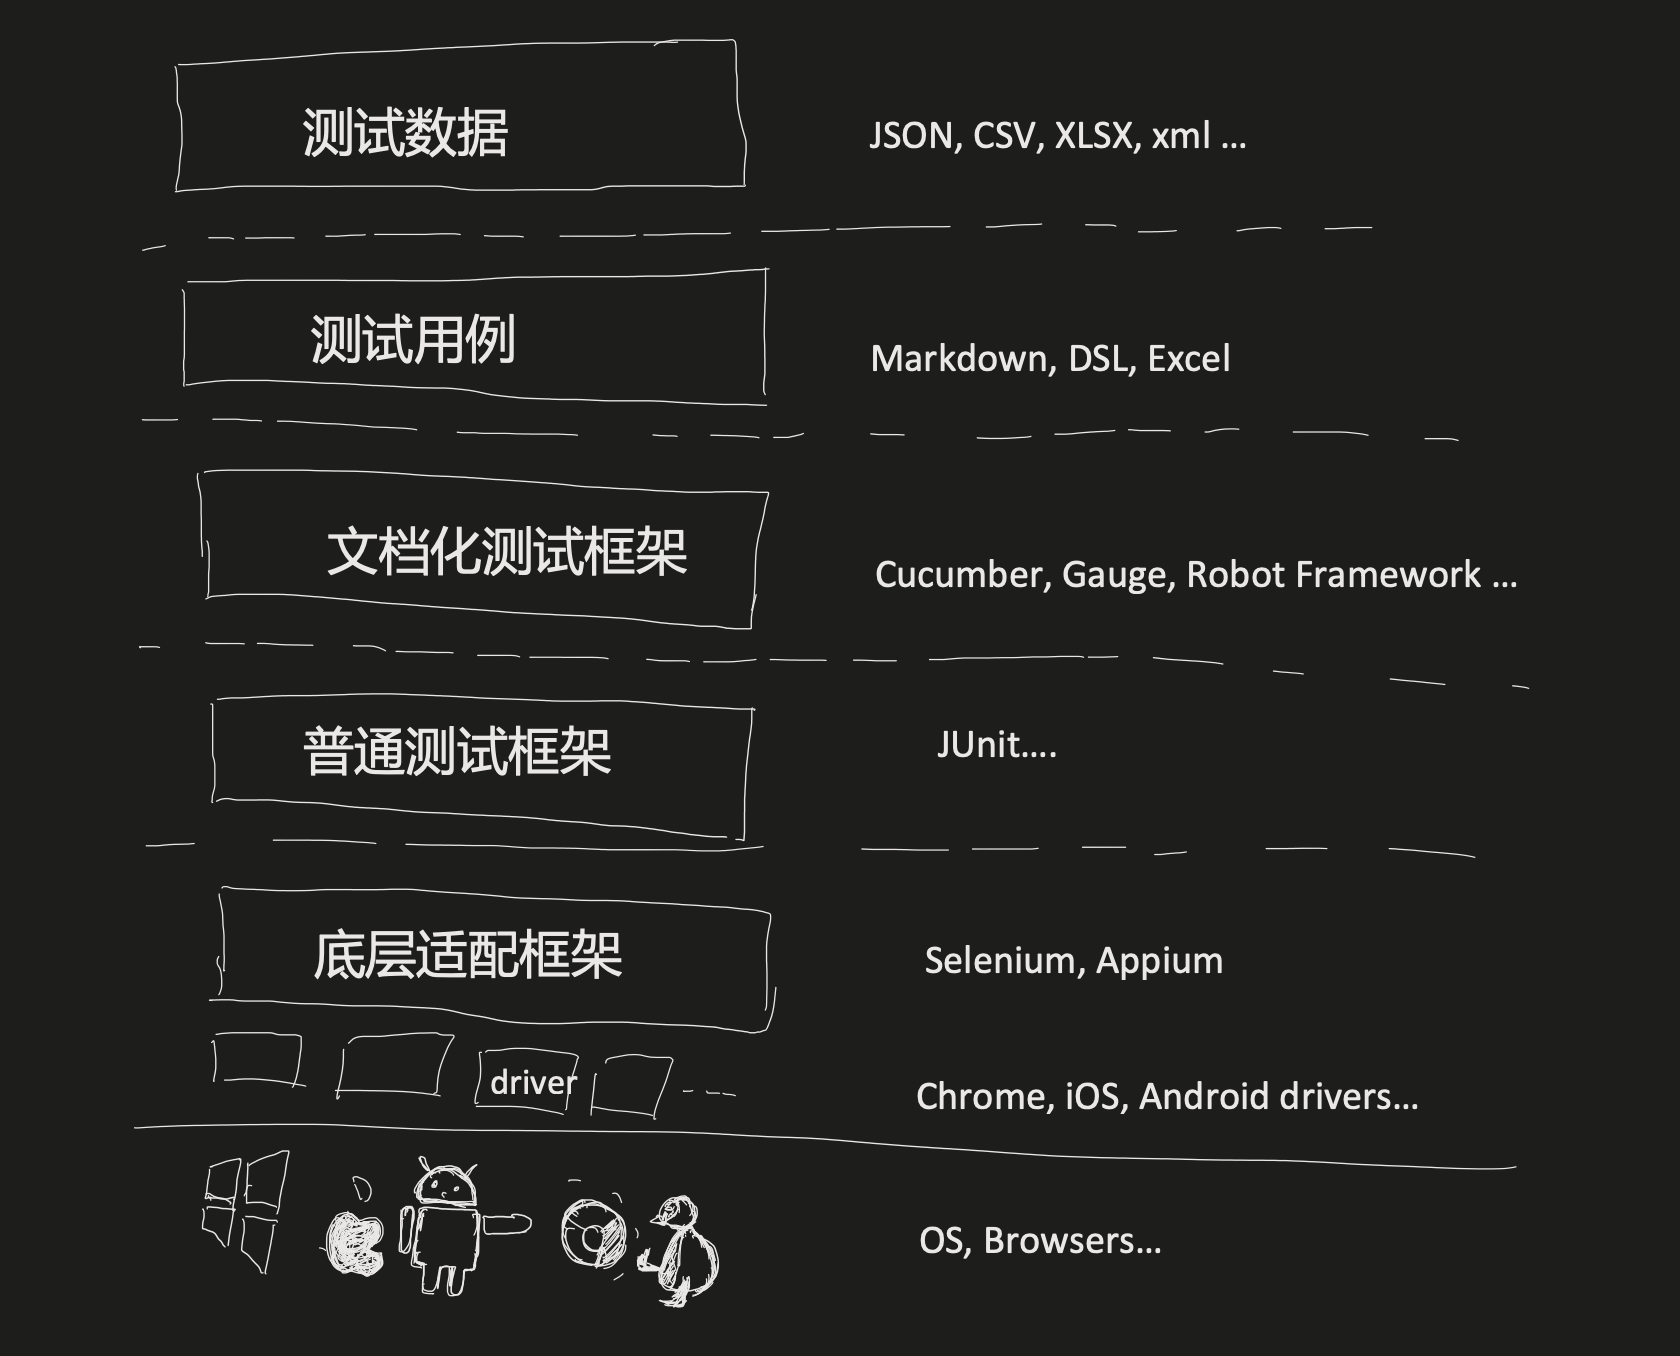 测试数据
JSON, CSV, XLSX, xml ...
测试用例
Markdown, DSL, Excel
文档化测试框架
Cucumber, Gauge, Robot Framework ...
普通测试框架
JUnit....
底层适配框架
Selenium, Appium
driver
Chrome, iOS, Android drivers...
OS, Browsers...